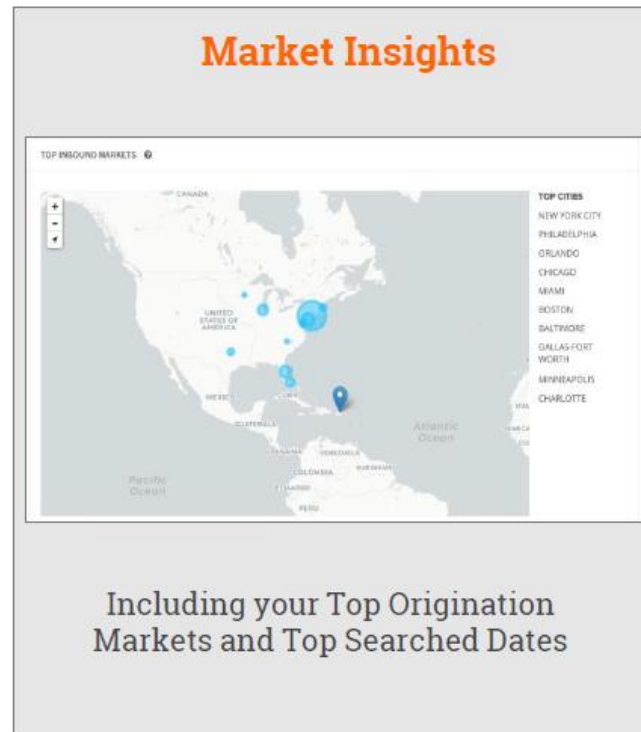 Market Insights
TOP INBOUND MARKETS
TOP CITIES
NEW YORK CITY
PHILADELPHIA
ORLANDO
CHICAGO
MIAMI
BOSTON
BALTIMORE
DALLAS-FORT
WORTH
MINNEAPOLIS
CHARLOTTE
+
-
CANADA
UNITED
STATES OF
AMERICA
MEXICO
CUBA
GUATEMALA
PANAMA
VENEZUELA
COLOMBIA
SURINAME
ECUADOR
PERU
Atlantic
Ocean
Pacific
Ocean
Including your Top Origination
Markets and Top Searched Dates